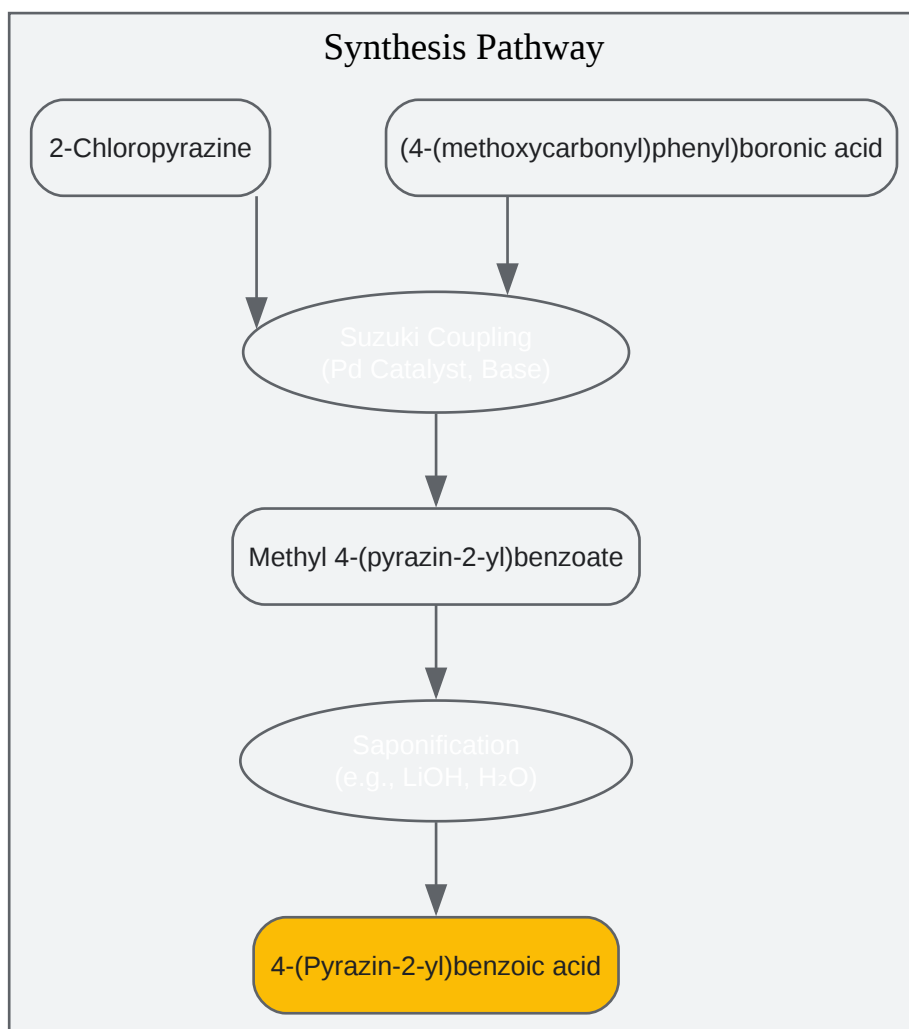 Synthesis Pathway
2-Chloropyrazine
(4-(methoxycarbonyl)phenyl)boronic acid
Suzuki Coupling
(Pd Catalyst, Base)
Methyl 4-(pyrazin-2-yl)benzoate
Saponification
(e.g., LiOH, H₂O)
4-(Pyrazin-2-yl)benzoic acid